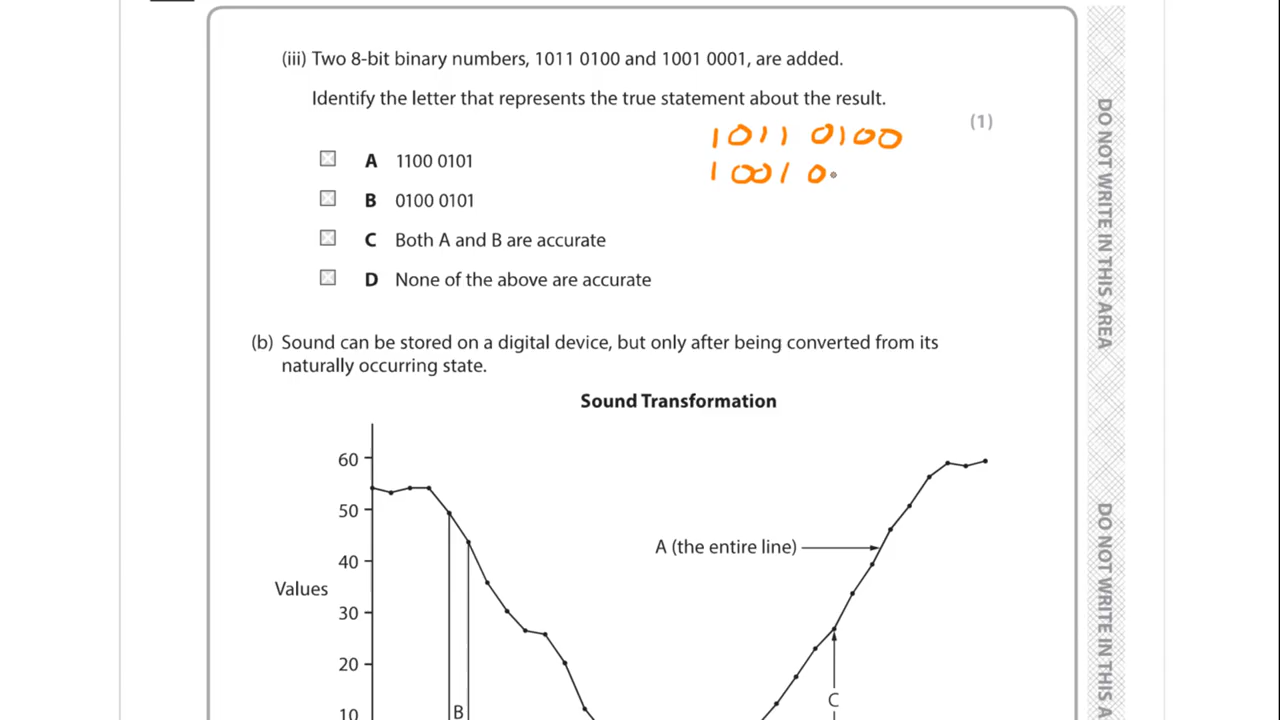 (iii) Two 8-bit binary numbers, 1011 0100 and 1001 0001, are added.
Identify the letter that represents the true statement about the result.
(1)
1011 0100
A 1100 0101
1001 0
B 0100 0101
C Both A and B are accurate
D None of the above are accurate
(b) Sound can be stored on a digital device, but only after being converted from its
naturally occurring state.
Sound Transformation
60
50
A (the entire line)
40
Values
30
20
C
B
10
DO NOT WRITE IN THIS AREA
DO NOT WRITE IN THIS A